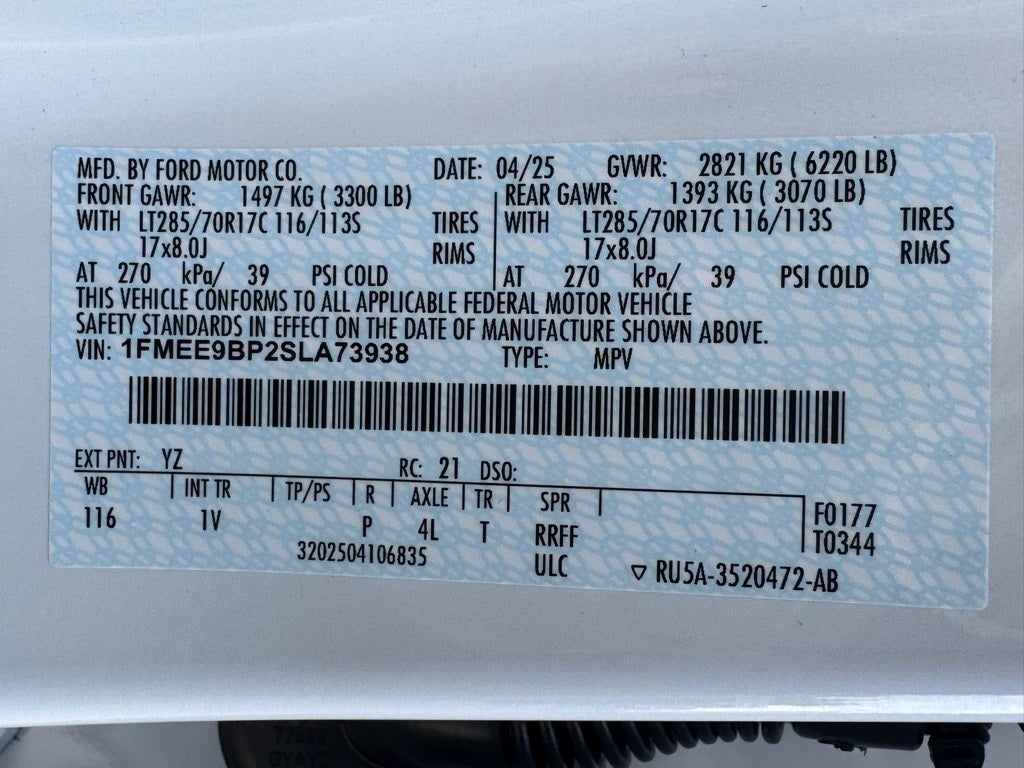 MFD. BY FORD MOTOR CO. DATE: 04/25 GVWR: 2821 KG ( 6220 LB)
FRONT GAWR: 1497 KG ( 3300 LB) REAR GAWR: 1393 KG ( 3070 LB)
WITH LT285/70R17C 116/113S TIRES WITH LT285/70R17C 116/113S TIRES
17x8.0J RIMS 17x8.0J RIMS
AT 270 kPa/ 39 PSI COLD AT 270 kPa/ 39 PSI COLD
THIS VEHICLE CONFORMS TO ALL APPLICABLE FEDERAL MOTOR VEHICLE
SAFETY STANDARDS IN EFFECT ON THE DATE OF MANUFACTURE SHOWN ABOVE.
VIN: 1FMEE9BP2SLA73938 TYPE: MPV
EXT PNT: YZ RC: 21 DSO:
WB INT TR TP/PS R AXLE TR SPR
116 1V P 4L T RRFF
F0177
T0344
3202504106835 ULC
▽ RU5A-3520472-AB